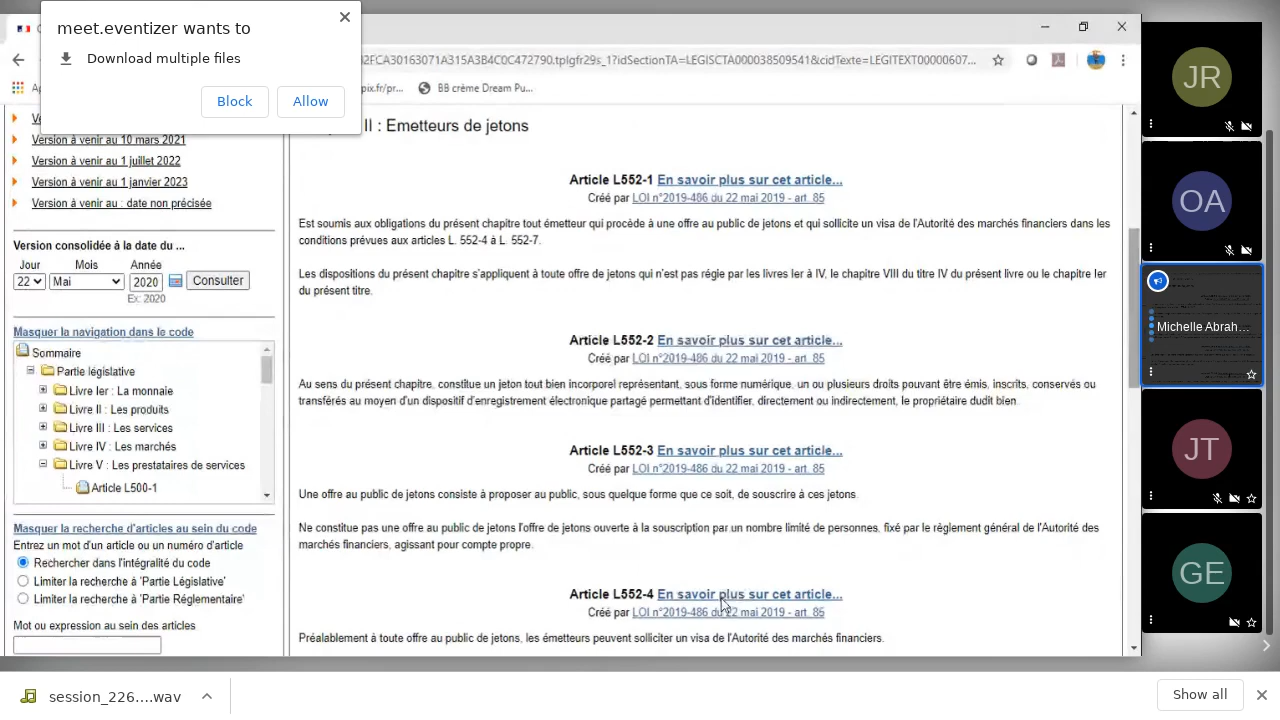 meet.eventizer wants to
Download multiple files
Block
Allow
2FCA30163071A315A3B4C0C472790.tplgfr29s_1?idSectionTA=LEGISCTA000038509541&cidTexte=LEGITEXT00000607...
pix.fr/pr...
BB crème Dream Pu...
Version à venir au 10 mars 2021
Version à venir au 1 juillet 2022
Version à venir au 1 janvier 2023
Version à venir au : date non précisée
Version consolidée à la date du ...
Jour Mois Année
22 Mai 2020 Consulter
Ex: 2020
Masquer la navigation dans le code
Sommaire
Partie législative
Livre Ier : La monnaie
Livre II : Les produits
Livre III : Les services
Livre IV : Les marchés
Livre V : Les prestataires de services
Article L500-1
Masquer la recherche d'articles au sein du code
Entrez un mot d'un article ou un numéro d'article
Rechercher dans l'intégralité du code
Limiter la recherche à 'Partie Législative'
Limiter la recherche à 'Partie Réglementaire'
Mot ou expression au sein des articles
II : Emetteurs de jetons
Article L552-1 En savoir plus sur cet article...
Créé par LOI n°2019-486 du 22 mai 2019 - art. 85
Est soumis aux obligations du présent chapitre tout émetteur qui procède à une offre au public de jetons et qui sollicite un visa de l'Autorité des marchés financiers dans les
conditions prévues aux articles L. 552-4 à L. 552-7.
Les dispositions du présent chapitre s'appliquent à toute offre de jetons qui n'est pas régie par les livres Ier à IV, le chapitre VIII du titre IV du présent livre ou le chapitre Ier
du présent titre.
Article L552-2 En savoir plus sur cet article...
Créé par LOI n°2019-486 du 22 mai 2019 - art. 85
Au sens du présent chapitre, constitue un jeton tout bien incorporel représentant, sous forme numérique, un ou plusieurs droits pouvant être émis, inscrits, conservés ou
transférés au moyen d'un dispositif d'enregistrement électronique partagé permettant d'identifier, directement ou indirectement, le propriétaire dudit bien.
Article L552-3 En savoir plus sur cet article...
Créé par LOI n°2019-486 du 22 mai 2019 - art. 85
Une offre au public de jetons consiste à proposer au public, sous quelque forme que ce soit, de souscrire à ces jetons.
Ne constitue pas une offre au public de jetons l'offre de jetons ouverte à la souscription par un nombre limité de personnes, fixé par le règlement général de l'Autorité des
marchés financiers, agissant pour compte propre.
Article L552-4 En savoir plus sur cet article...
Créé par LOI n°2019-486 du 22 mai 2019 - art. 85
Préalablement à toute offre au public de jetons, les émetteurs peuvent solliciter un visa de l'Autorité des marchés financiers.
JR
OA
Michelle Abrah...
JT
GE
session_226....wav
Show all